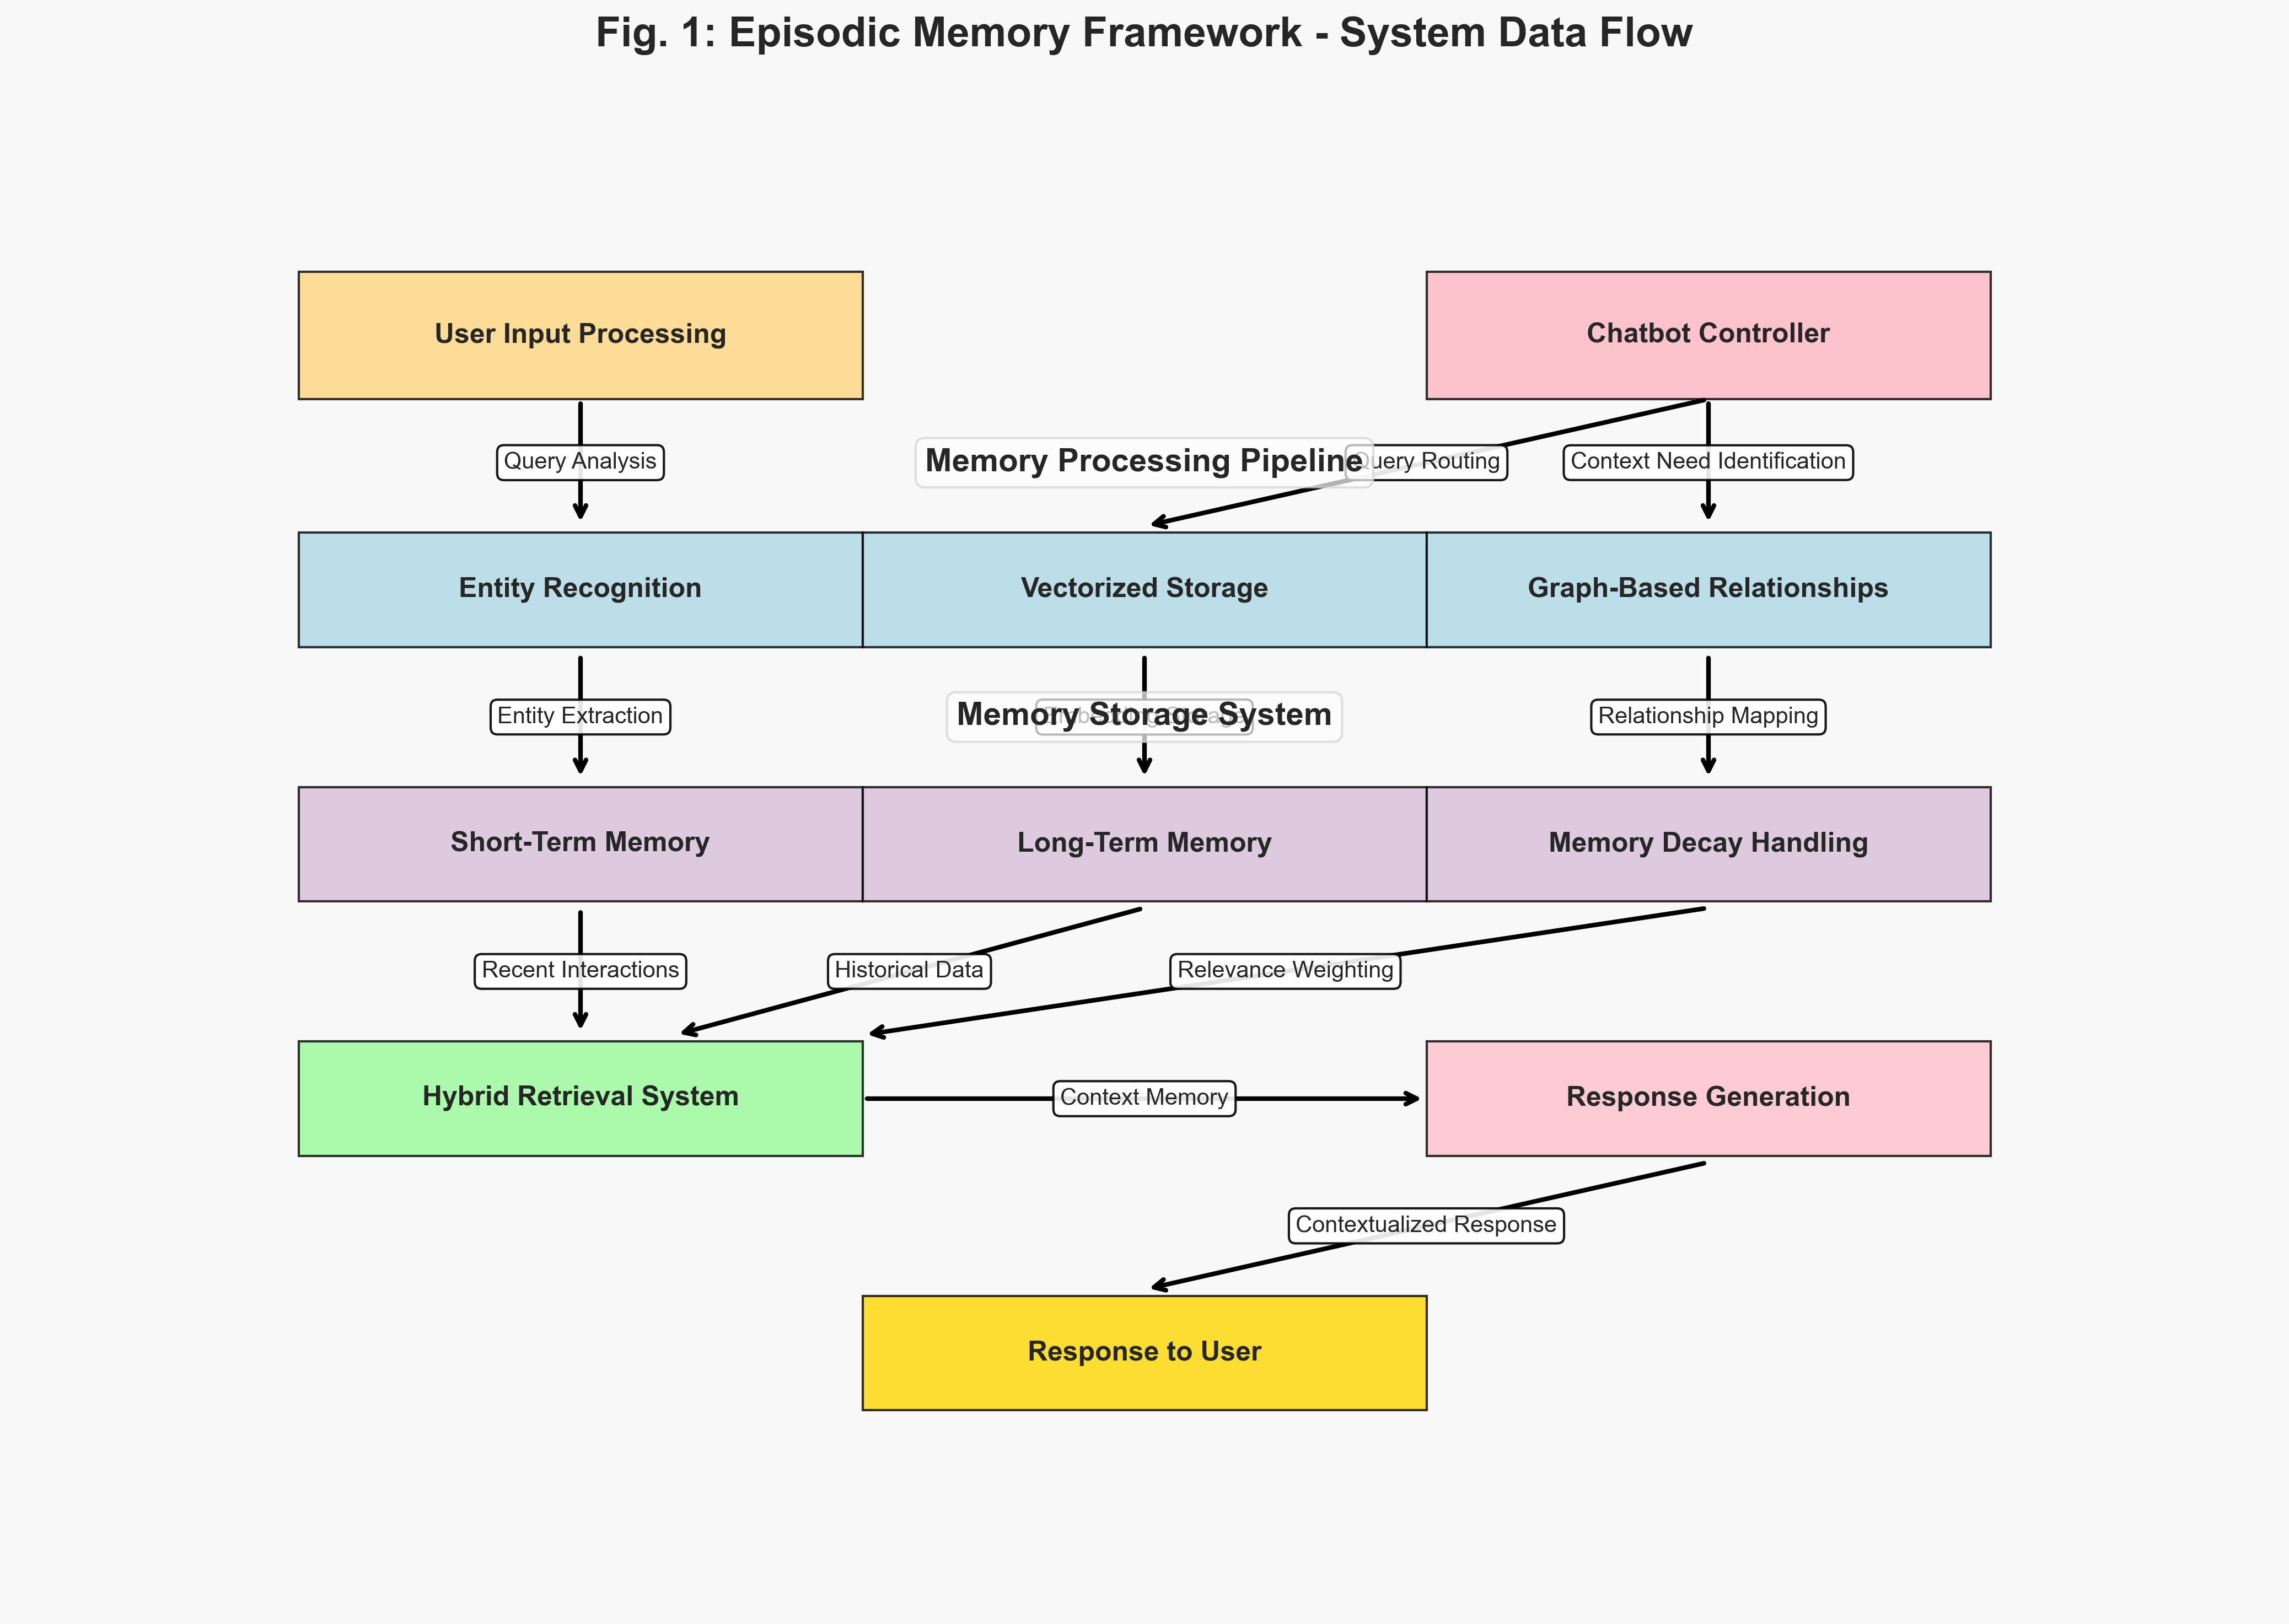 Fig. 1: Episodic Memory Framework - System Data Flow
User Input Processing
Chatbot Controller
Query Analysis
Memory Processing Pipeline
Query Routing
Context Need Identification
Entity Recognition
Vectorized Storage
Graph-Based Relationships
Entity Extraction
Memory Storage System
Relationship Mapping
Short-Term Memory
Long-Term Memory
Memory Decay Handling
Recent Interactions
Historical Data
Relevance Weighting
Hybrid Retrieval System
Context Memory
Response Generation
Contextualized Response
Response to User